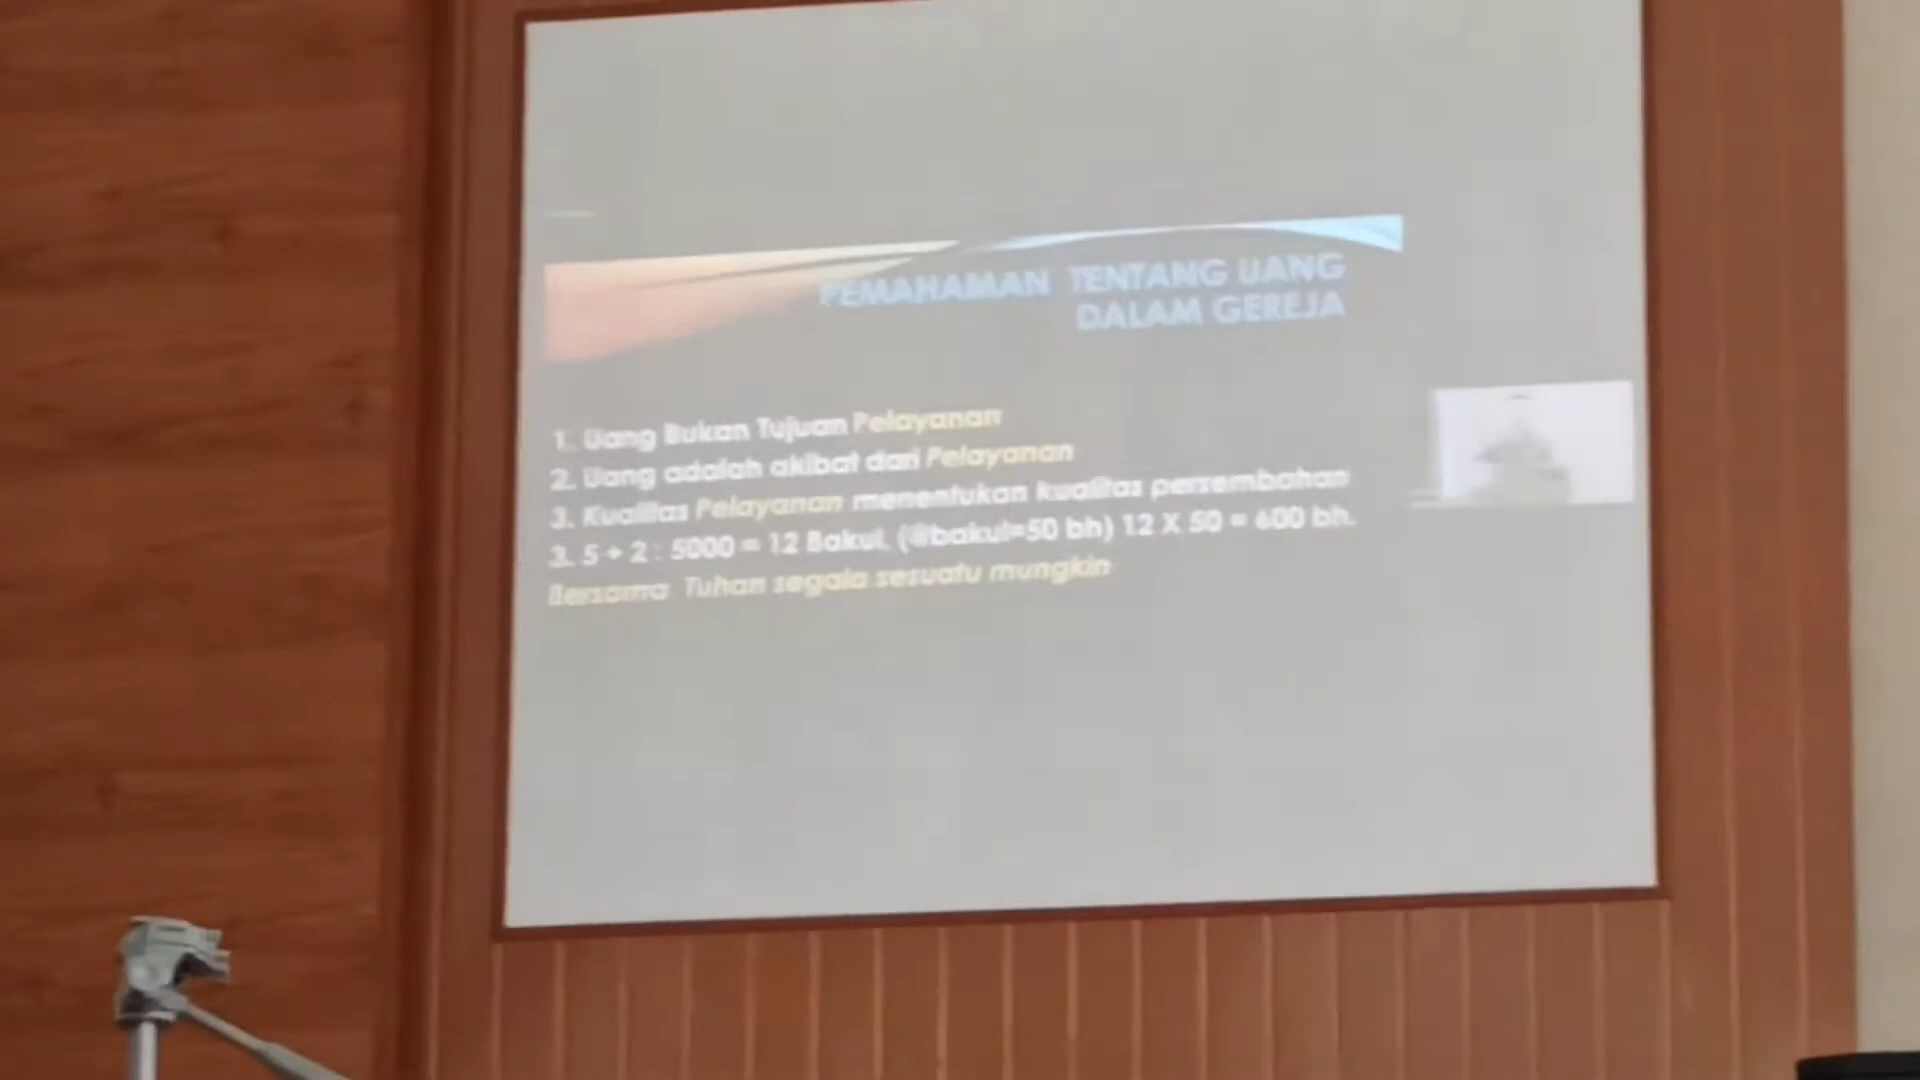 PEMAHAMAN TENTANG UANG
DALAM GEREJA
1. Uang Bukan Tujuan Pelayanan
2. Uang adalah akibat dari Pelayanan
3. Kualitas Pelayanan menentukan kualitas persembahan
3. 5 + 2 : 5000 = 12 Bakul, (@bakul=50 bh) 12 X 50 = 600 bh.
Bersama Tuhan segala sesuatu mungkin